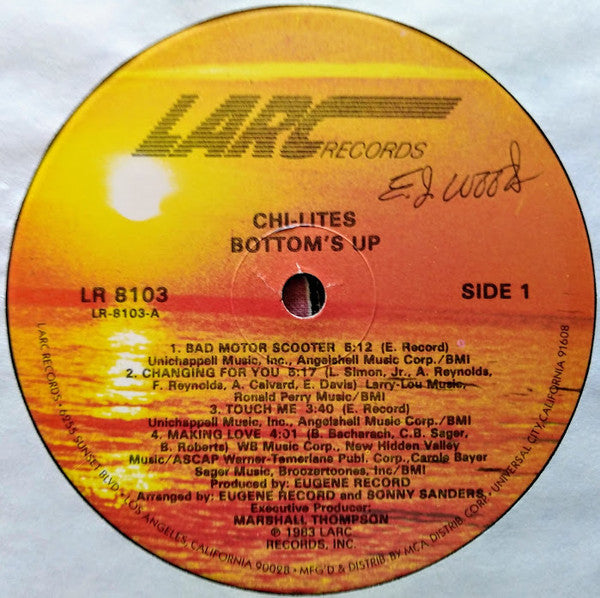 LARC
RECORDS
E.J. Wood
CHI-LITES
BOTTOM'S UP
LR 8103
LR-8103-A
SIDE 1
1. BAD MOTOR SCOOTER 5:12 (E. Record)
Unichappell Music, Inc., Angelshell Music Corp./BMI
2. CHANGING FOR YOU 5:17 (L. Simon, Jr., A. Reynolds,
F. Reynolds, A. Calvard, E. Davis) Larry-Lou Music,
Ronald Perry Music/BMI
3. TOUCH ME 3:40 (E. Record)
Unichappell Music, Inc., Angelshell Music Corp./BMI
4. MAKING LOVE 4:01 (B. Bacharach, C.B. Sager,
B. Roberts) WB Music Corp., New Hidden Valley
Music/ASCAP Warner-Tamerlane Publ. Corp., Carole Bayer
Sager Music, Broozertoones, Inc/BMI
Produced by: EUGENE RECORD
Arranged by: EUGENE RECORD and SONNY SANDERS
Executive Producer:
MARSHALL THOMPSON
℗ 1983 LARC
RECORDS, INC.
LARC RECORDS • 6956 SUNSET BLVD • LOS ANGELES, CALIFORNIA 90028 • MFG'D & DISTRIB. BY MCA DISTRIB. CORP. • UNIVERSAL CITY, CALIFORNIA 91608